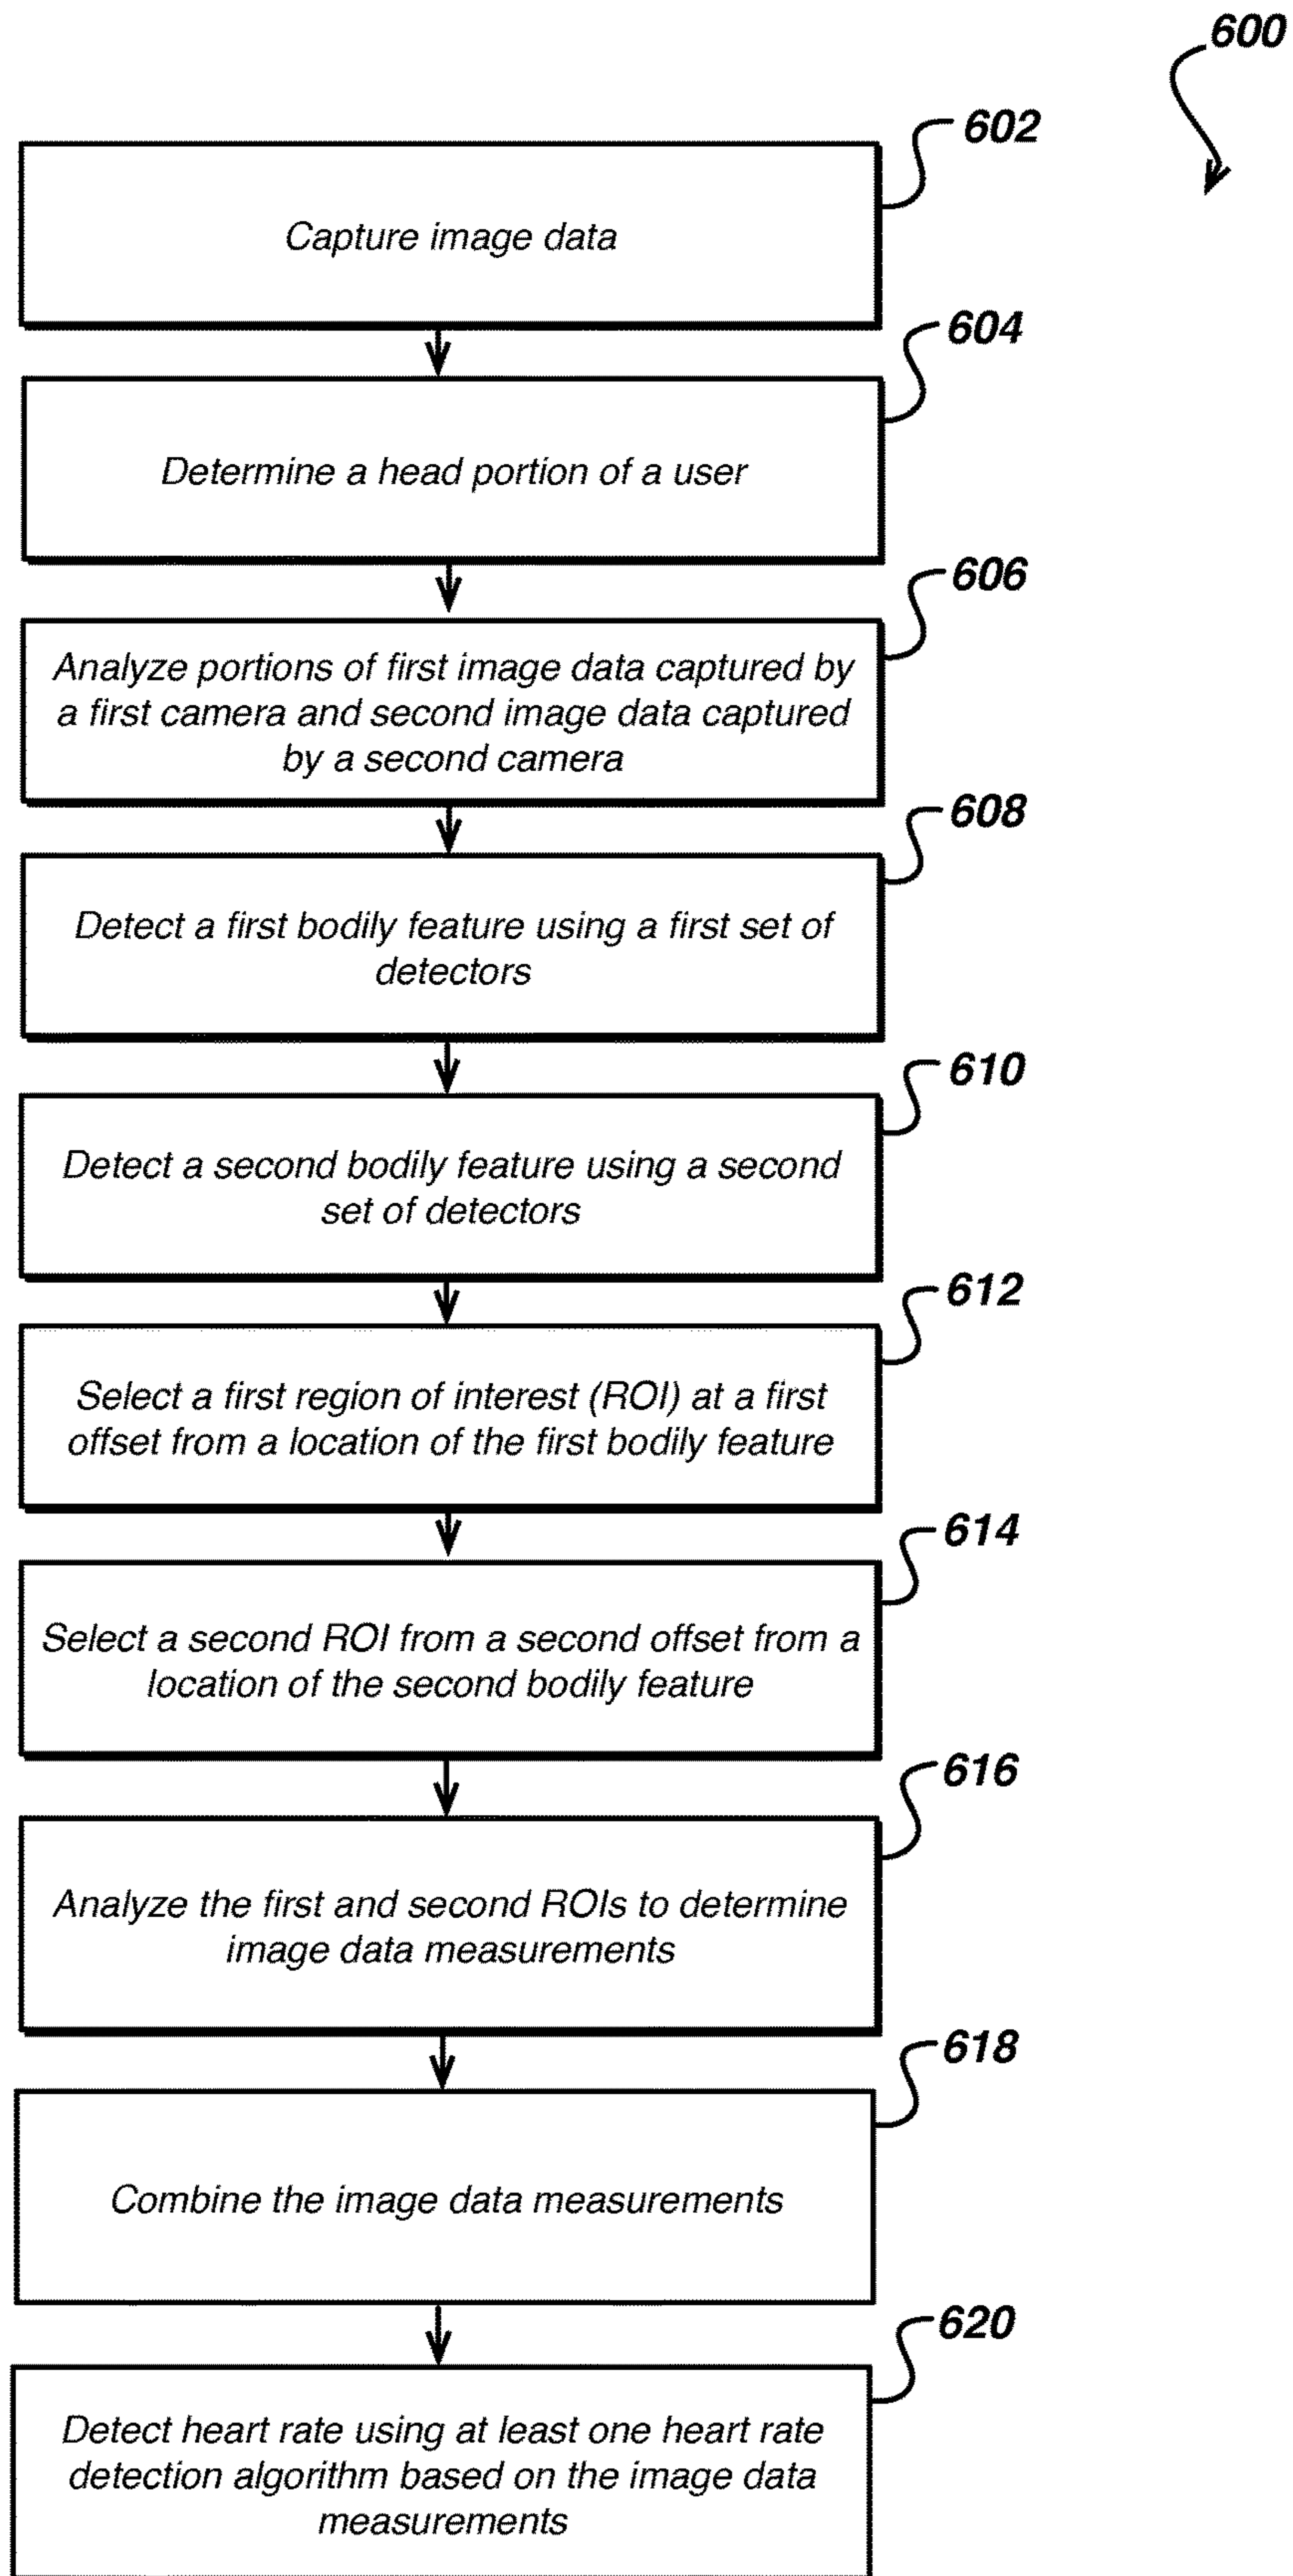 600
602
Capture image data
604
Determine a head portion of a user
606
Analyze portions of first image data captured by
a first camera and second image data captured
by a second camera
608
Detect a first bodily feature using a first set of
detectors
610
Detect a second bodily feature using a second
set of detectors
612
Select a first region of interest (ROI) at a first
offset from a location of the first bodily feature
614
Select a second ROI from a second offset from a
location of the second bodily feature
616
Analyze the first and second ROIs to determine
image data measurements
618
Combine the image data measurements
620
Detect heart rate using at least one heart rate
detection algorithm based on the image data
measurements